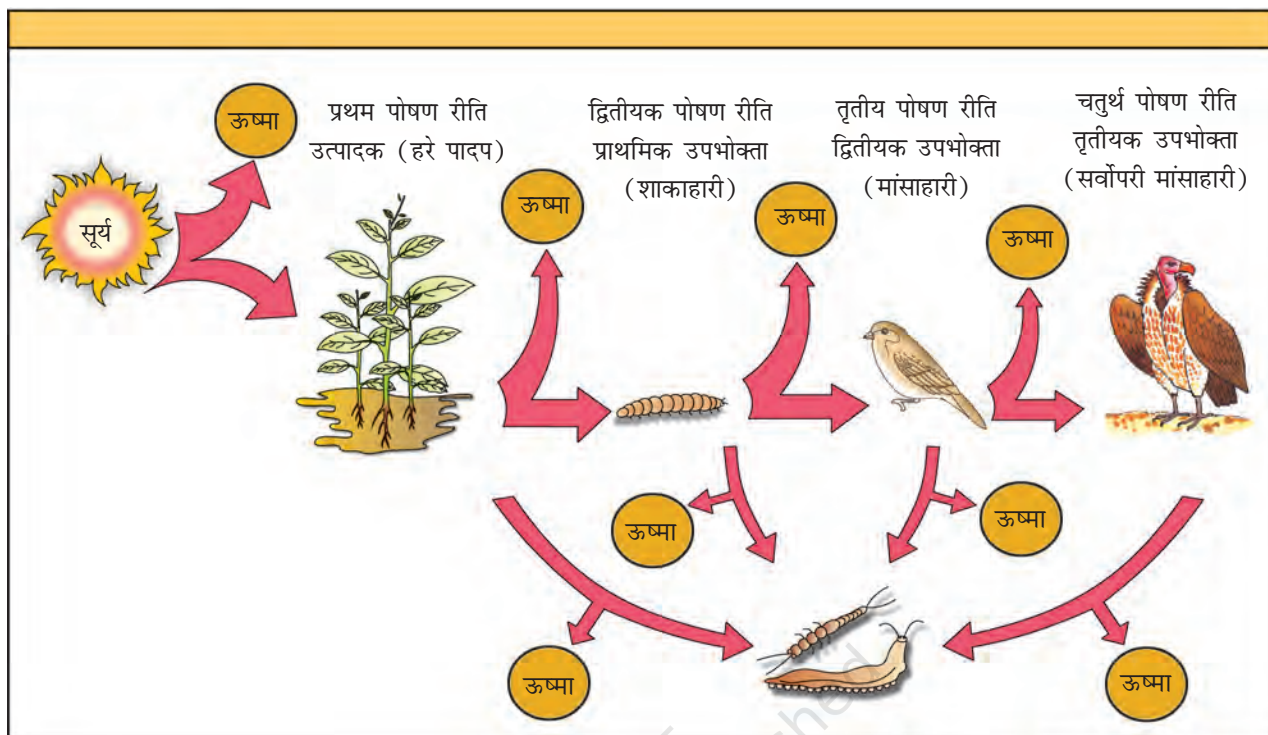 ऊष्मा
सूर्य
प्रथम पोषण रीति
उत्पादक (हरे पादप)
ऊष्मा
द्वितीयक पोषण रीति
प्राथमिक उपभोक्ता
(शाकाहारी)
ऊष्मा
तृतीय पोषण रीति
द्वितीयक उपभोक्ता
(मांसाहारी)
ऊष्मा
चतुर्थ पोषण रीति
तृतीयक उपभोक्ता
(सर्वोपरी मांसाहारी)
ऊष्मा
ऊष्मा
ऊष्मा
ऊष्मा
shed